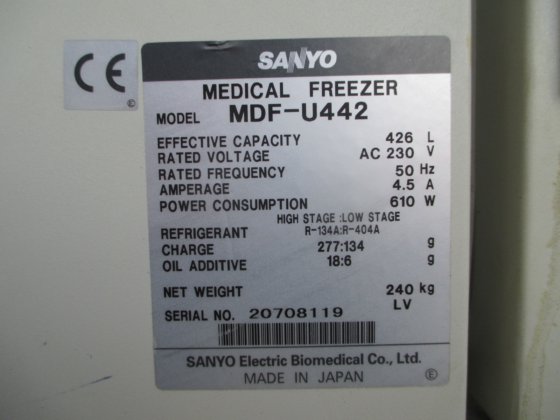 CE
Ⓔ
SANYO
MEDICAL FREEZER
MODEL MDF-U442
EFFECTIVE CAPACITY 426 L
RATED VOLTAGE AC 230 V
RATED FREQUENCY 50 Hz
AMPERAGE 4.5 A
POWER CONSUMPTION 610 W
HIGH STAGE :LOW STAGE
REFRIGERANT R-134A:R-404A
CHARGE 277:134 g
OIL ADDITIVE 18:6 g
NET WEIGHT 240 kg
LV
SERIAL NO. 20708119
SANYO Electric Biomedical Co., Ltd.
MADE IN JAPAN Ⓔ